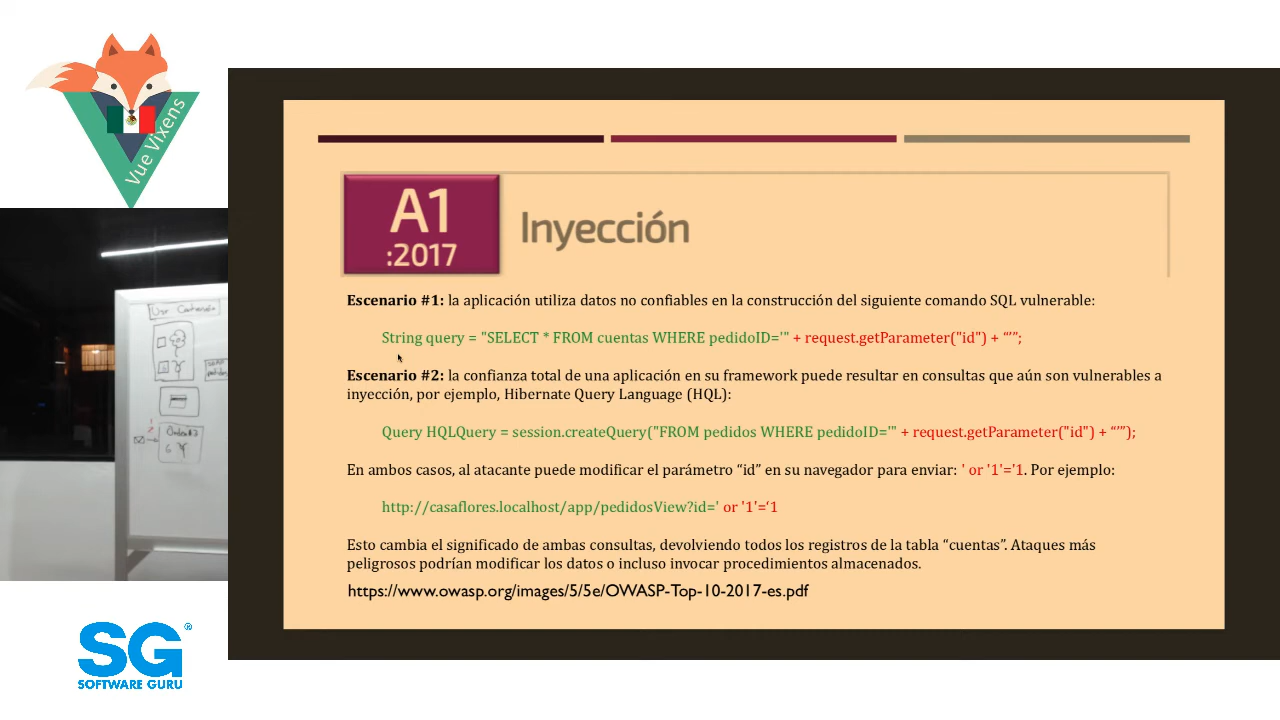 Vue Vixens
A1
:2017
Inyección
Escenario #1: la aplicación utiliza datos no confiables en la construcción del siguiente comando SQL vulnerable:
String query = "SELECT * FROM cuentas WHERE pedidoID='" + request.getParameter("id") + “’”;
Escenario #2: la confianza total de una aplicación en su framework puede resultar en consultas que aún son vulnerables a
inyección, por ejemplo, Hibernate Query Language (HQL):
Query HQLQuery = session.createQuery("FROM pedidos WHERE pedidoID='" + request.getParameter("id") + “’”);
En ambos casos, al atacante puede modificar el parámetro “id” en su navegador para enviar: ' or '1'='1. Por ejemplo:
http://casaflores.localhost/app/pedidosView?id=' or '1'=‘1
Esto cambia el significado de ambas consultas, devolviendo todos los registros de la tabla “cuentas”. Ataques más
peligrosos podrían modificar los datos o incluso invocar procedimientos almacenados.
https://www.owasp.org/images/5/5e/OWASP-Top-10-2017-es.pdf
SG®
SOFTWARE GURU